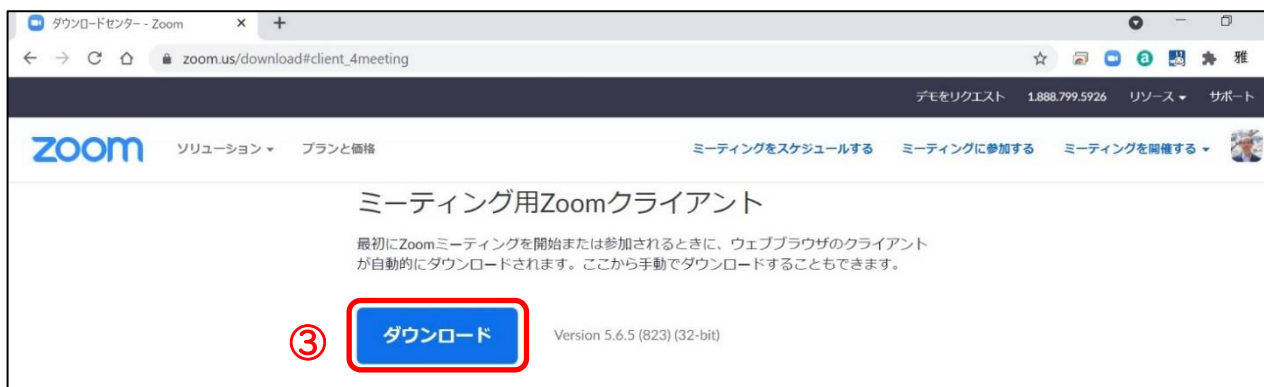 ダウンロードセンター - Zoom
zoom.us/download#client_4meeting
雅
デモをリクエスト 1.888.799.5926 リソース サポート
zoom ソリューション プランと価格 ミーティングをスケジュールする ミーティングに参加する ミーティングを開催する
ミーティング用Zoomクライアント
最初にZoomミーティングを開始または参加されるときに、ウェブブラウザのクライアント
が自動的にダウンロードされます。ここから手動でダウンロードすることもできます。
③ ダウンロード Version 5.6.5 (823) (32-bit)